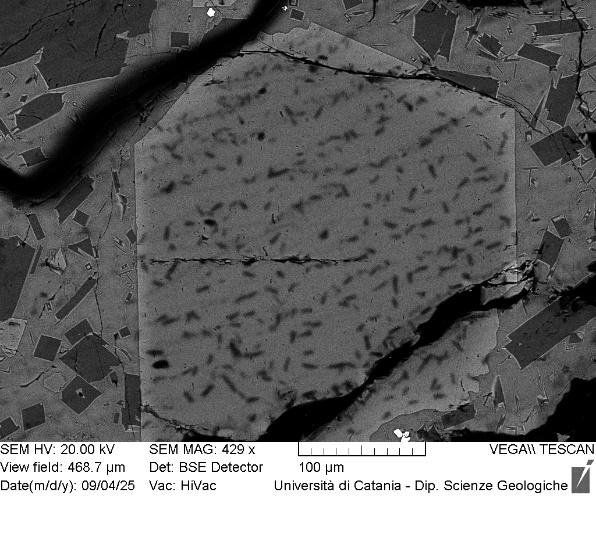 SEM HV: 20.00 kV SEM MAG: 429 x VEGA\\ TESCAN
View field: 468.7 µm Det: BSE Detector 100 µm
Date(m/d/y): 09/04/25 Vac: HiVac Università di Catania - Dip. Scienze Geologiche